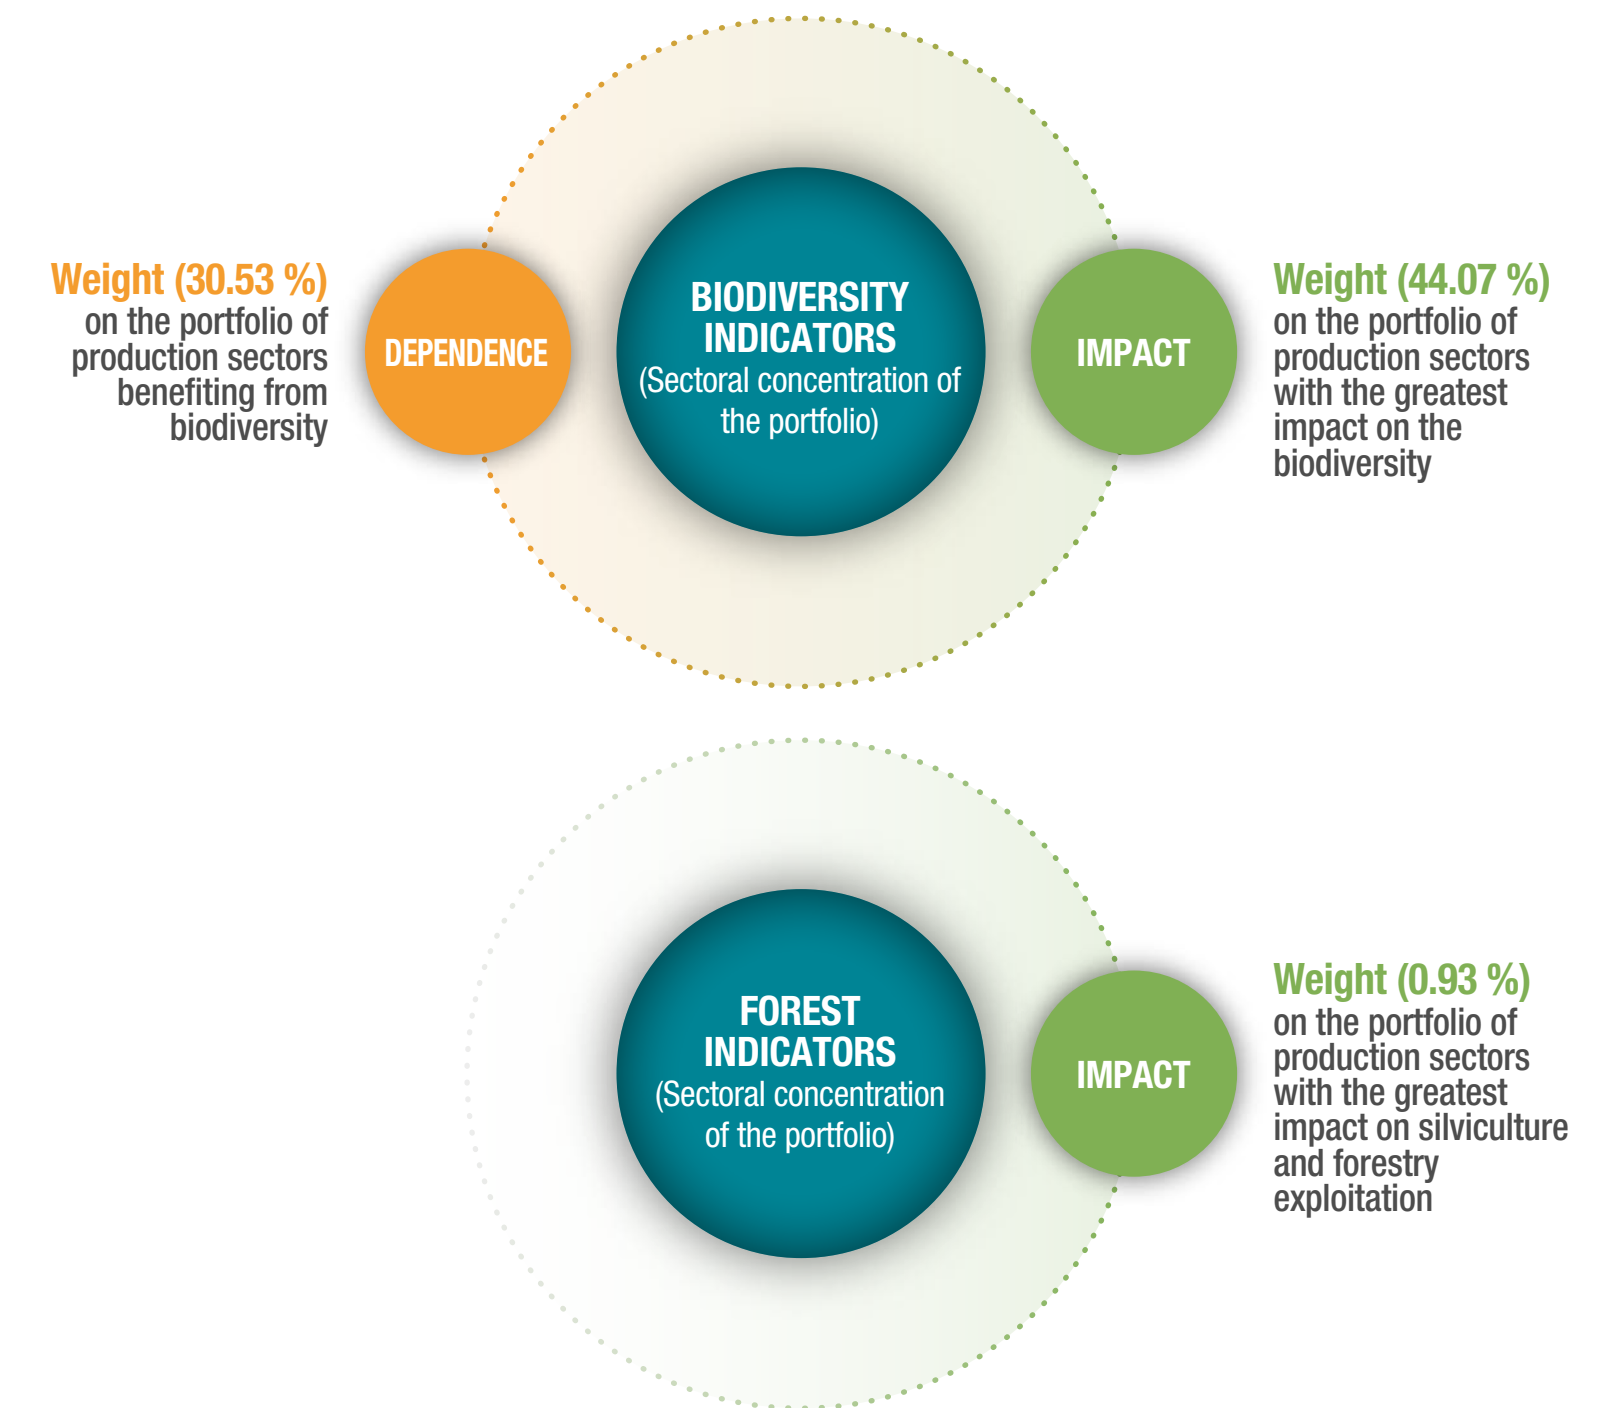 Weight (30.53 %)
on the portfolio of
production sectors
benefiting from
biodiversity
DEPENDENCE
BIODIVERSITY
INDICATORS
(Sectoral concentration of
the portfolio)
IMPACT
Weight (44.07 %)
on the portfolio of
production sectors
with the greatest
impact on the
biodiversity
FOREST
INDICATORS
(Sectoral concentration
of the portfolio)
IMPACT
Weight (0.93 %)
on the portfolio of
production sectors
with the greatest
impact on silviculture
and forestry
exploitation